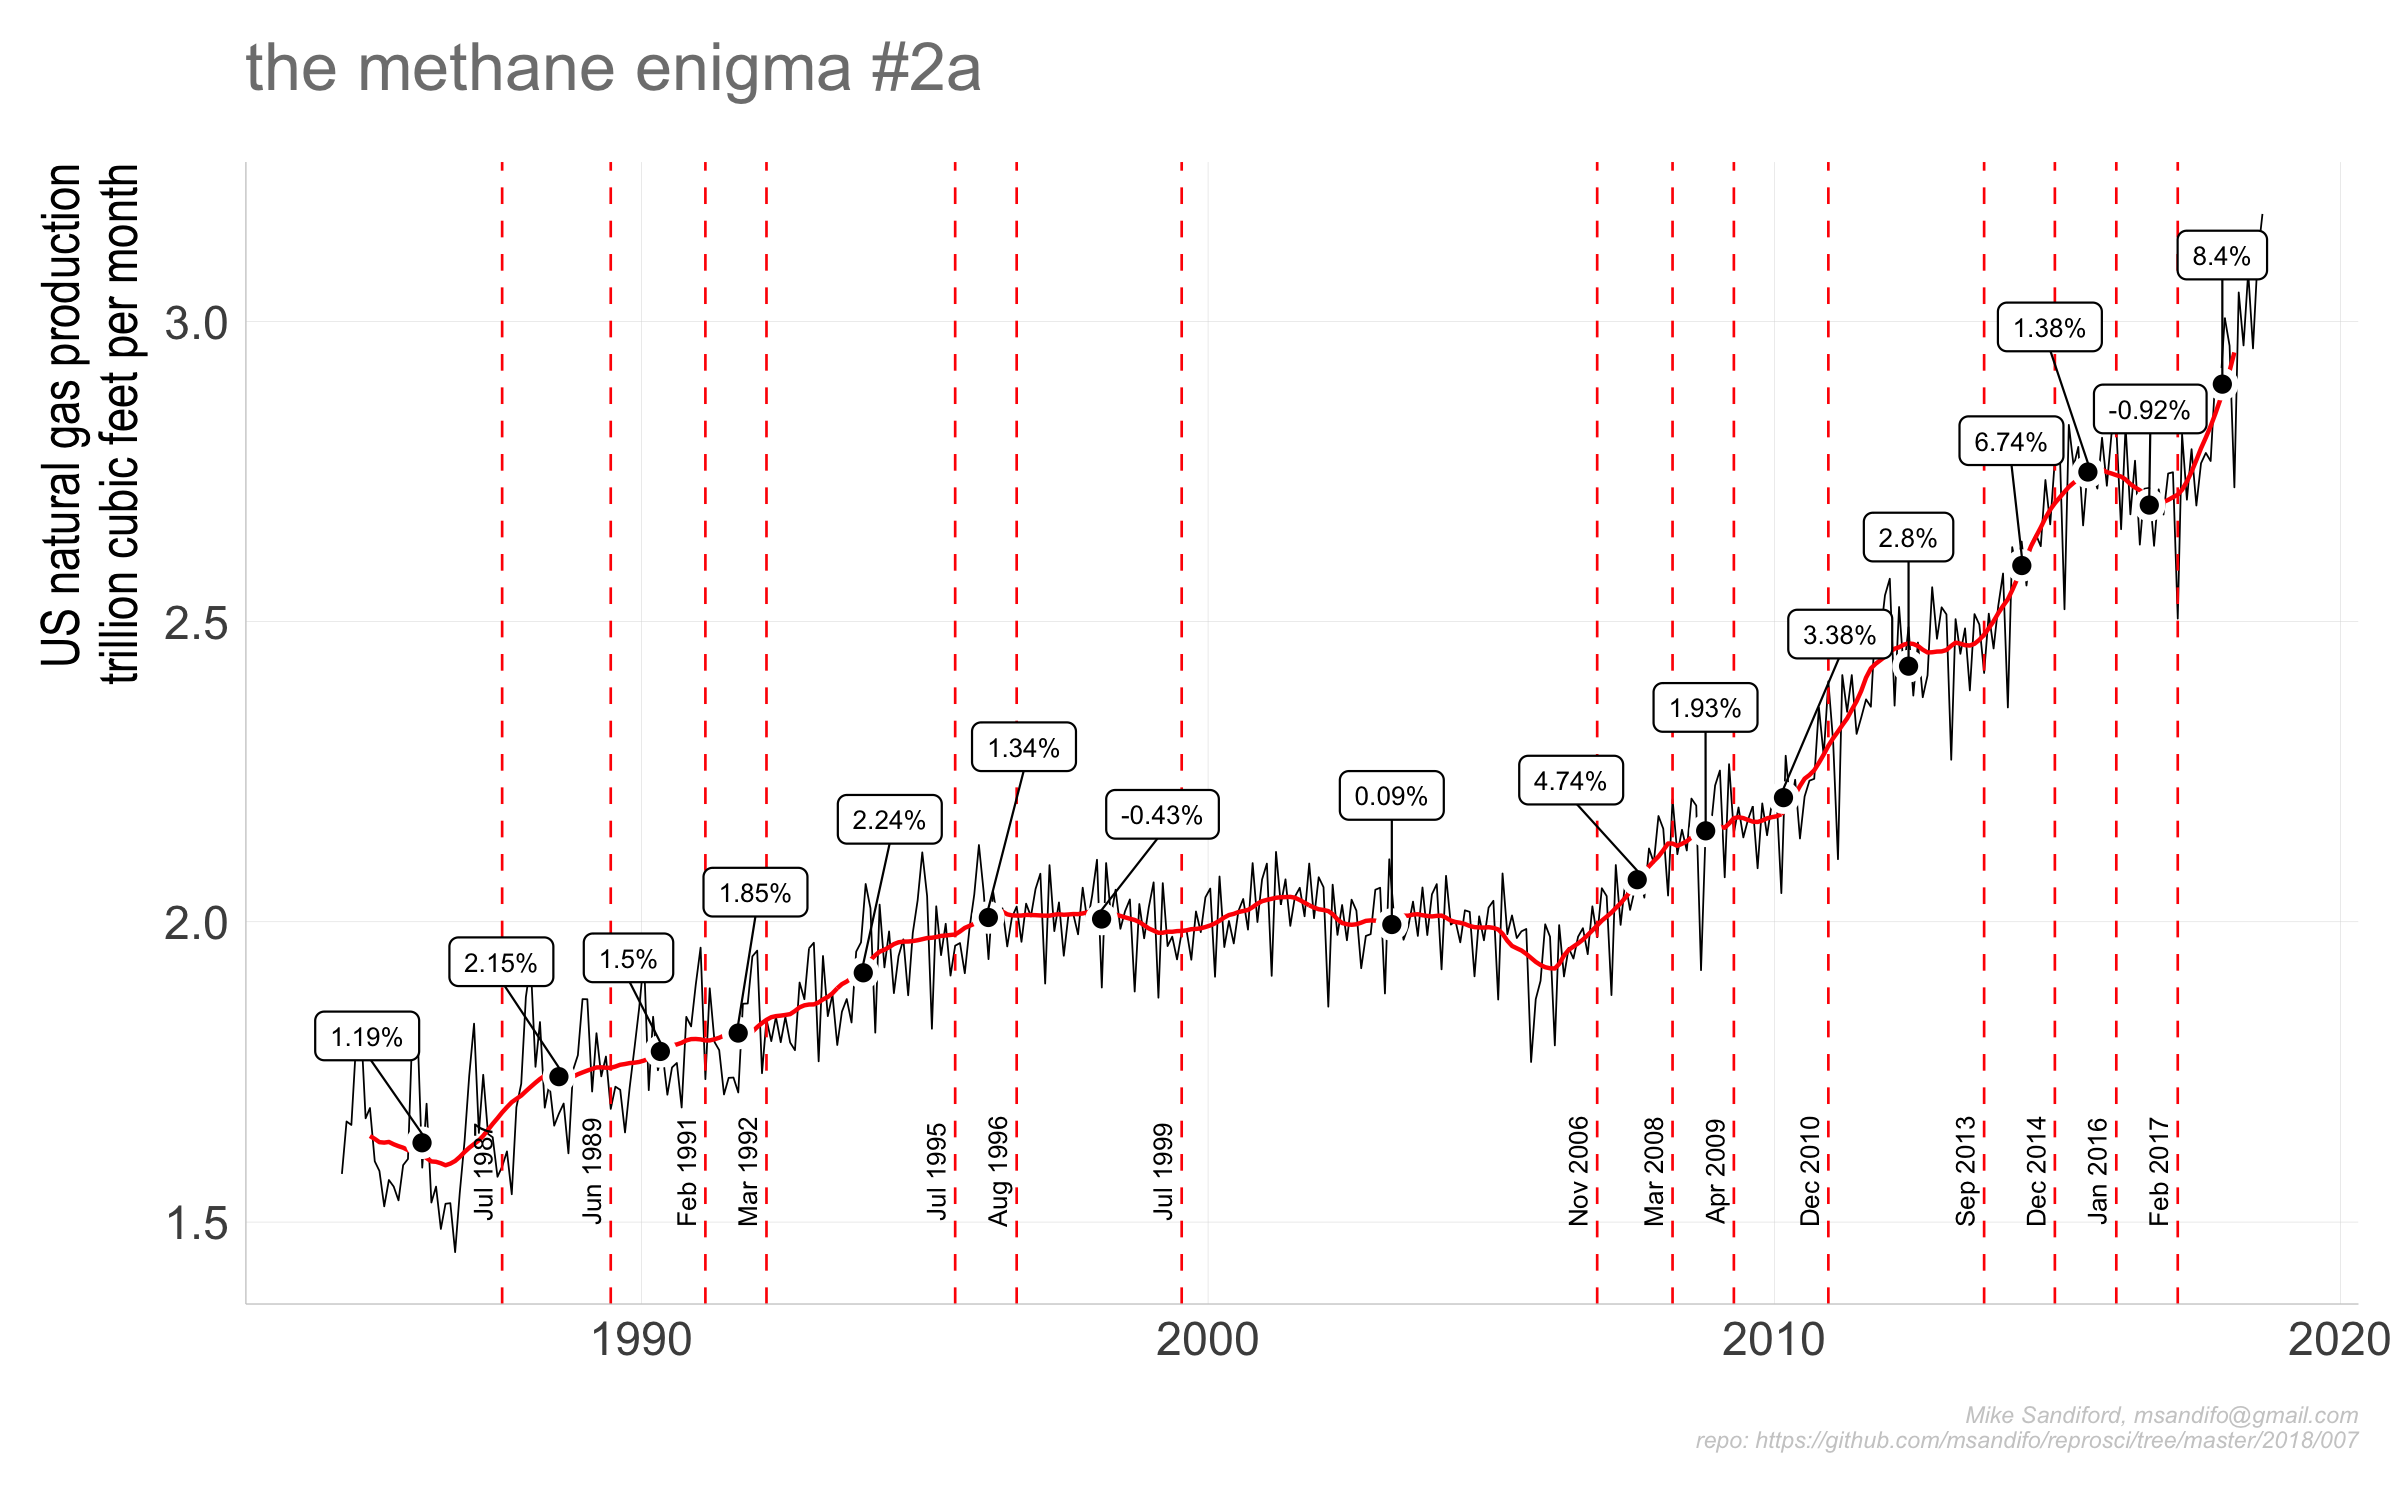 the methane enigma #2a
US natural gas production
trillion cubic feet per month
3.0
2.5
2.0
1.5
1.19%
2.15%
1.5%
1.85%
2.24%
1.34%
-0.43%
0.09%
4.74%
1.93%
3.38%
2.8%
6.74%
1.38%
-0.92%
8.4%
Jul 1987
Jun 1989
Feb 1991
Mar 1992
Jul 1995
Aug 1996
Jul 1999
Nov 2006
Mar 2008
Apr 2009
Dec 2010
Sep 2013
Dec 2014
Jan 2016
Feb 2017
1990
2000
2010
2020
Mike Sandiford, msandifo@gmail.com
repo: https://github.com/msandifo/reprosci/tree/master/2018/007